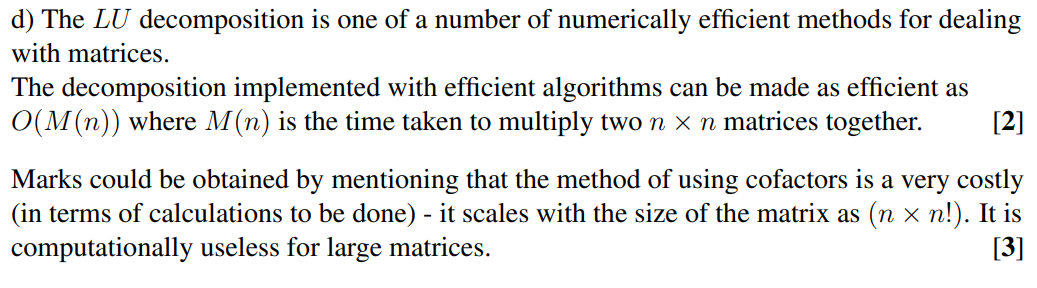 d) The LU decomposition is one of a number of numerically efficient methods for dealing
with matrices.
The decomposition implemented with efficient algorithms can be made as efficient as
O(M(n)) where M(n) is the time taken to multiply two n × n matrices together. [2]
Marks could be obtained by mentioning that the method of using cofactors is a very costly
(in terms of calculations to be done) - it scales with the size of the matrix as (n × n!). It is
computationally useless for large matrices. [3]